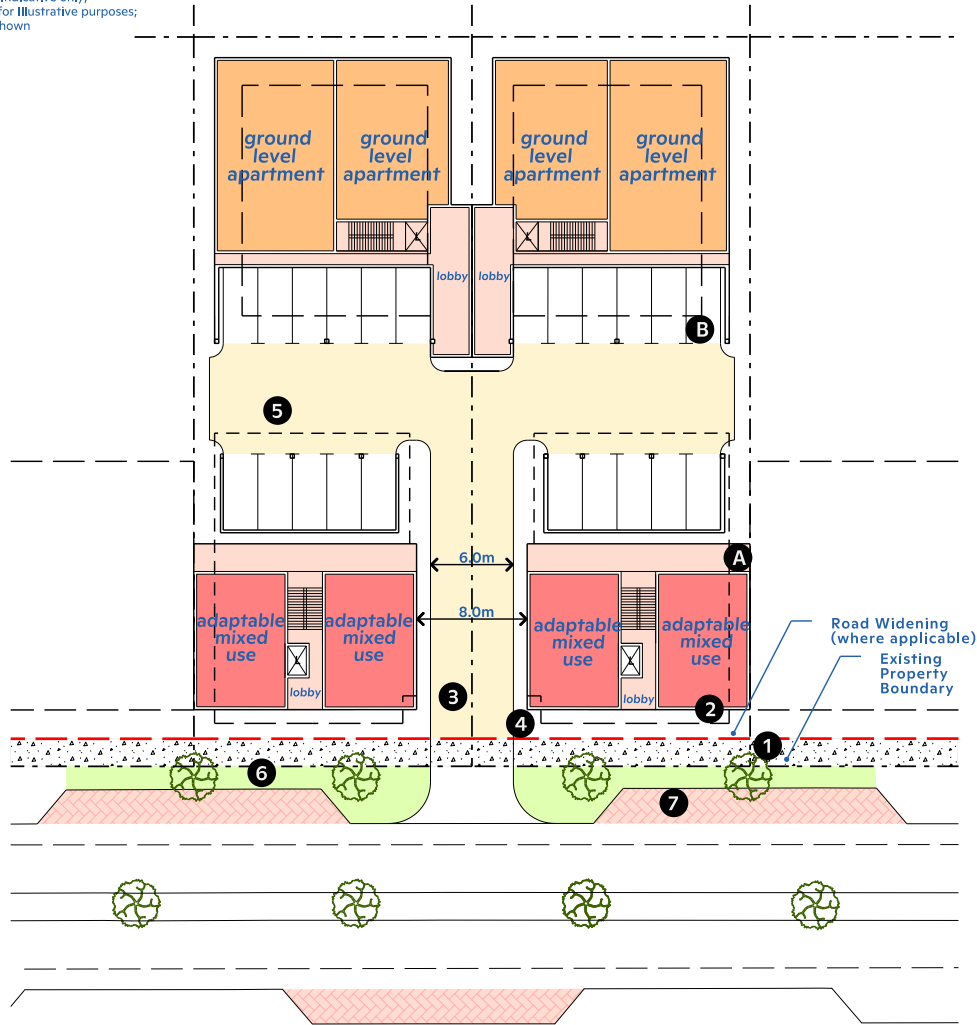 for Illustrative purposes;
hown
ground
level
apartment
ground
level
apartment
ground
level
apartment
ground
level
apartment
L
L
lobby
lobby
B
5
A
6.0m
8.0m
adaptable
mixed
use
adaptable
mixed
use
adaptable
mixed
use
adaptable
mixed
use
L
L
lobby
lobby
Road Widening
(where applicable)
Existing
Property
Boundary
3
2
4
1
6
7